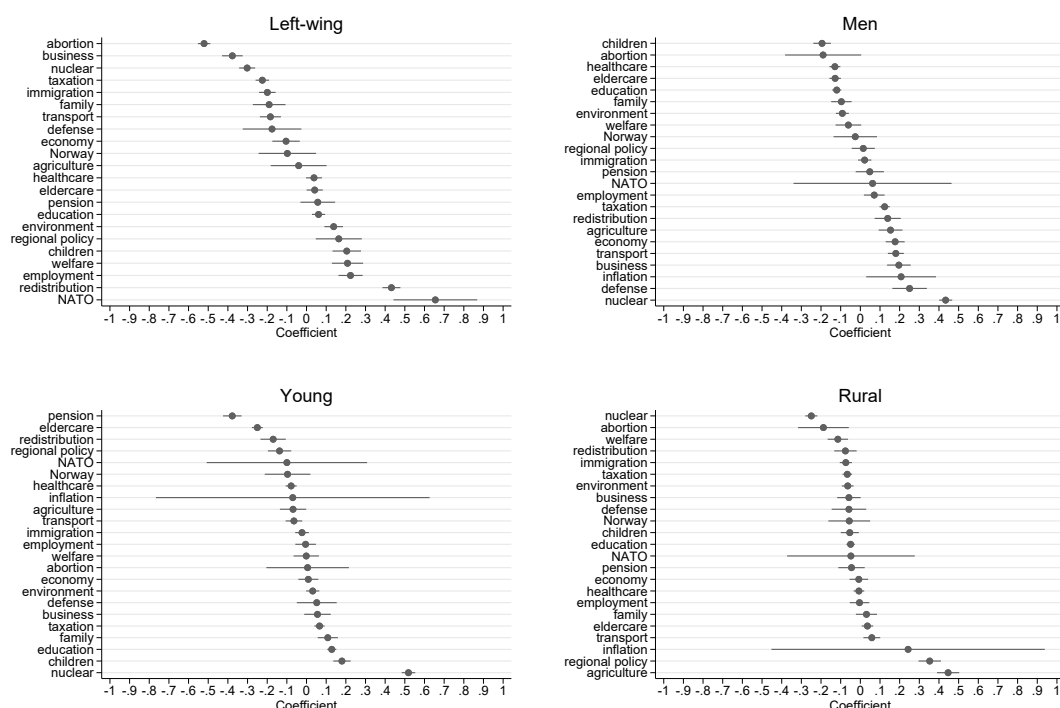 Left-wing
abortion
business
nuclear
taxation
immigration
family
transport
defense
economy
Norway
agriculture
healthcare
eldercare
pension
education
environment
regional policy
children
welfare
employment
redistribution
NATO
-1 -.9 -.8 -.7 -.6 -.5 -.4 -.3 -.2 -.1 0 .1 .2 .3 .4 .5 .6 .7 .8 .9 1
Coefficient
Men
children
abortion
healthcare
eldercare
education
family
environment
welfare
Norway
regional policy
immigration
pension
NATO
employment
taxation
redistribution
agriculture
economy
transport
business
inflation
defense
nuclear
-1 -.9 -.8 -.7 -.6 -.5 -.4 -.3 -.2 -.1 0 .1 .2 .3 .4 .5 .6 .7 .8 .9 1
Coefficient
Young
pension
eldercare
redistribution
regional policy
NATO
Norway
healthcare
inflation
agriculture
transport
immigration
employment
welfare
abortion
economy
environment
defense
business
taxation
family
education
children
nuclear
-1 -.9 -.8 -.7 -.6 -.5 -.4 -.3 -.2 -.1 0 .1 .2 .3 .4 .5 .6 .7 .8 .9 1
Coefficient
Rural
nuclear
abortion
welfare
redistribution
immigration
taxation
environment
business
defense
Norway
children
education
NATO
pension
economy
healthcare
employment
family
eldercare
transport
inflation
regional policy
agriculture
-1 -.9 -.8 -.7 -.6 -.5 -.4 -.3 -.2 -.1 0 .1 .2 .3 .4 .5 .6 .7 .8 .9 1
Coefficient